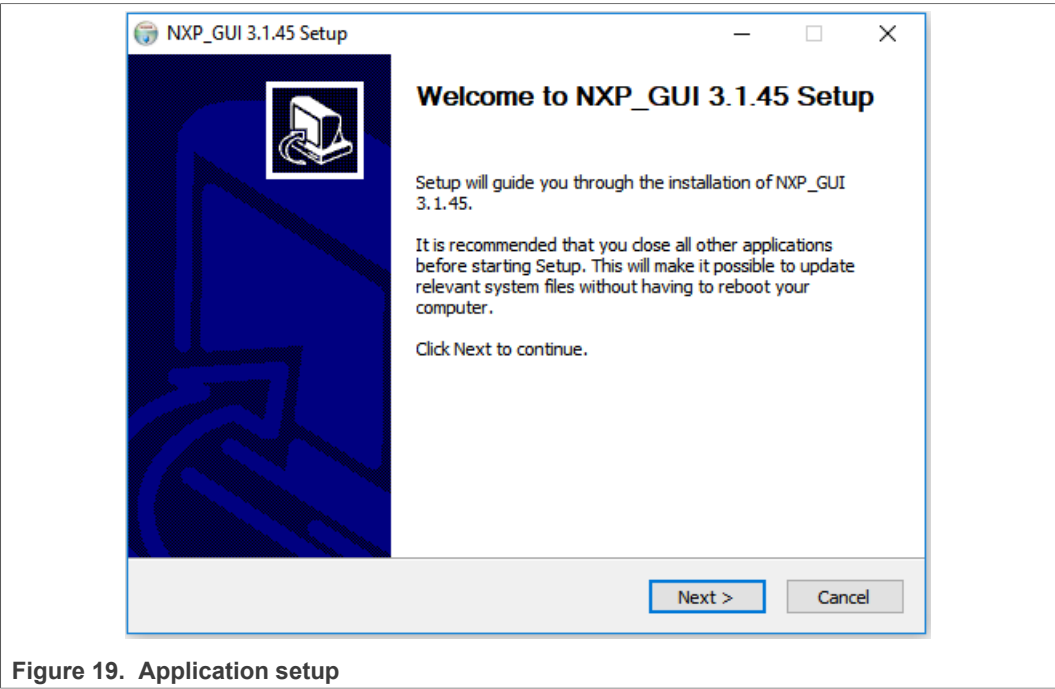 NXP_GUI 3.1.45 Setup
Welcome to NXP_GUI 3.1.45 Setup
Setup will guide you through the installation of NXP_GUI
3.1.45.
It is recommended that you close all other applications
before starting Setup. This will make it possible to update
relevant system files without having to reboot your
computer.
Click Next to continue.
Next >
Cancel
Figure 19. Application setup